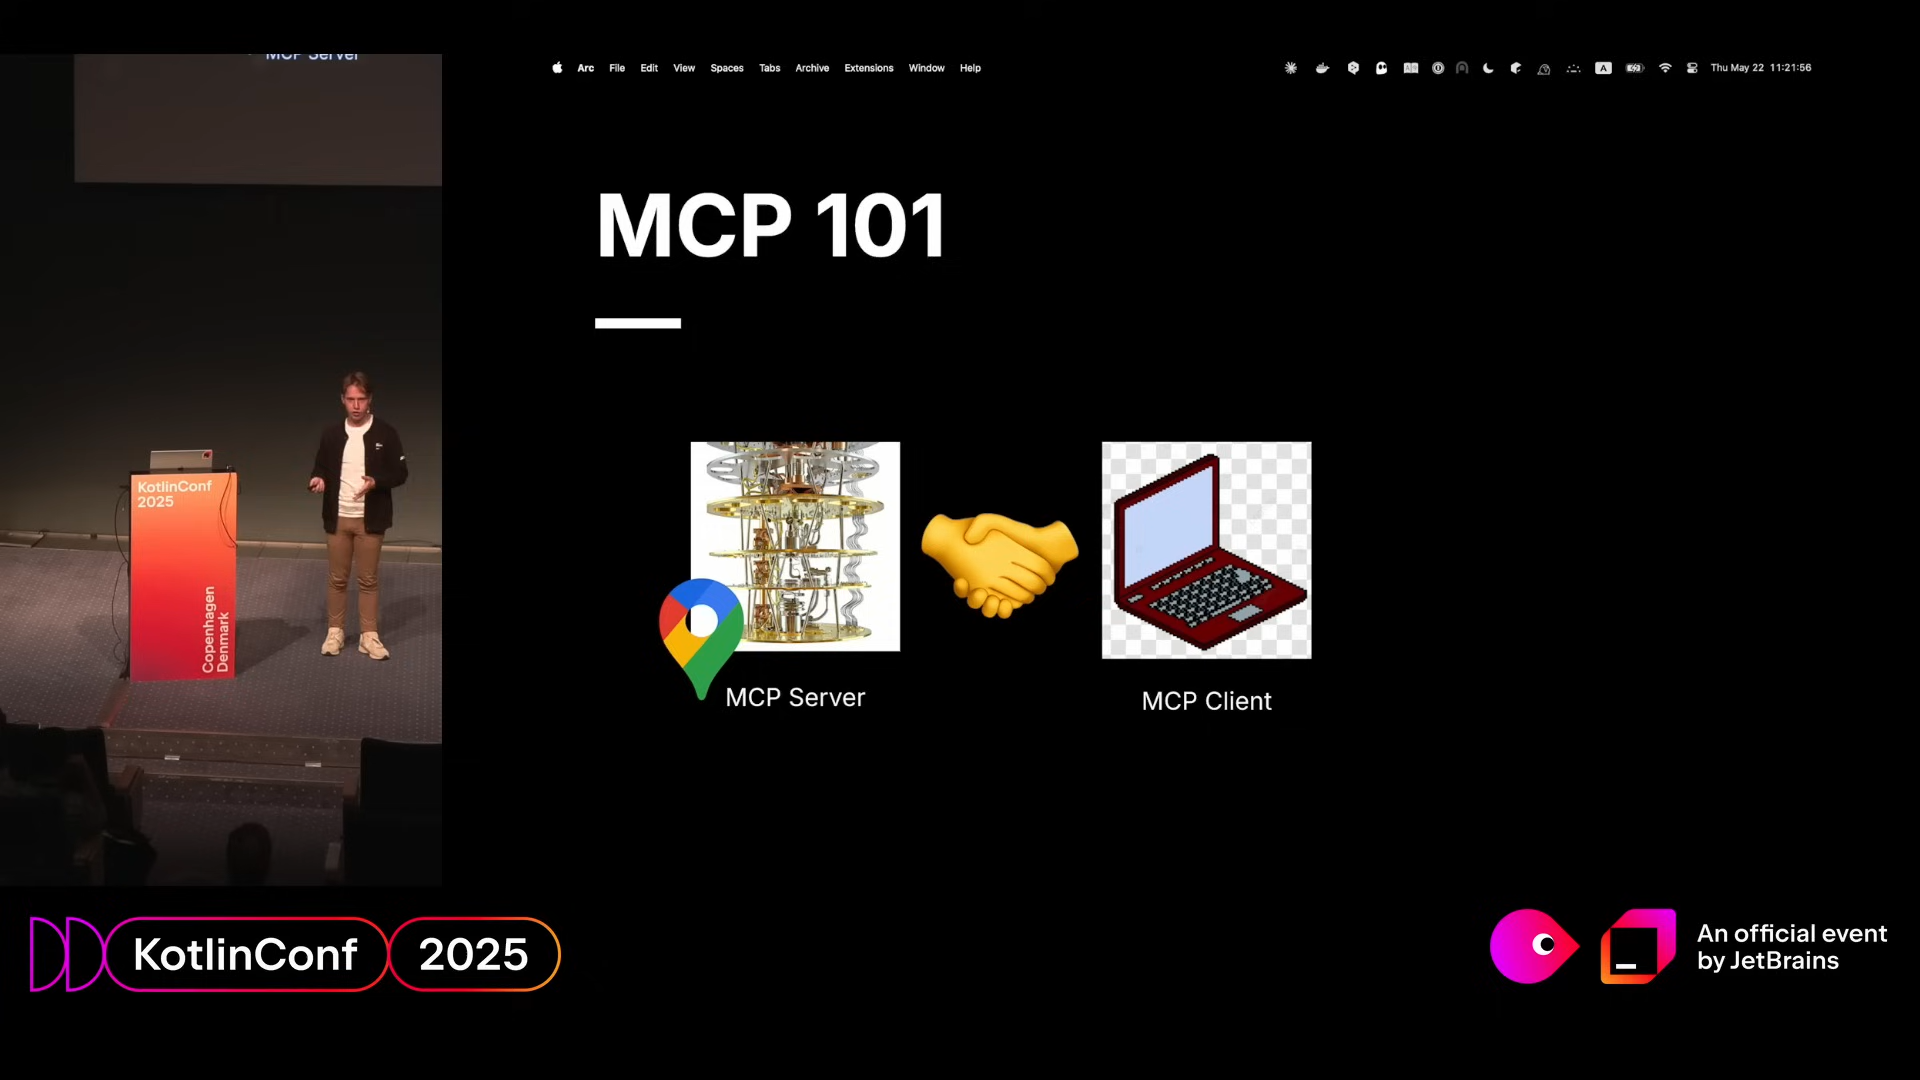 MCP Server
Arc File Edit View Spaces Tabs Archive Extensions Window Help
A
Thu May 22 11:21:56
MCP 101
MCP Server
MCP Client
KotlinConf
2025
Copenhagen
Denmark
KotlinConf 2025
An official event
by JetBrains